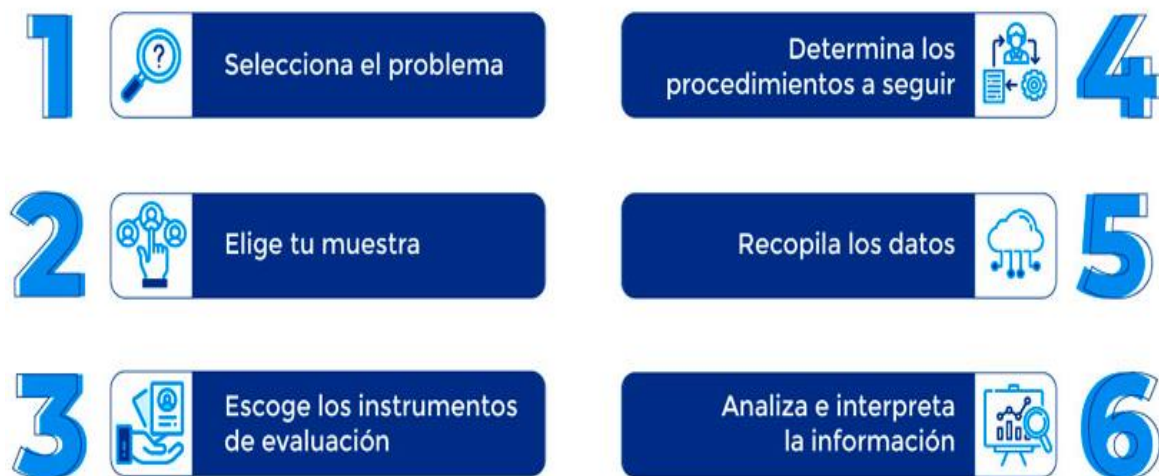 1
Selecciona el problema
2
Elige tu muestra
3
Escoge los instrumentos
de evaluación
4
Determina los
procedimientos a seguir
5
Recopila los datos
6
Analiza e interpreta
la información